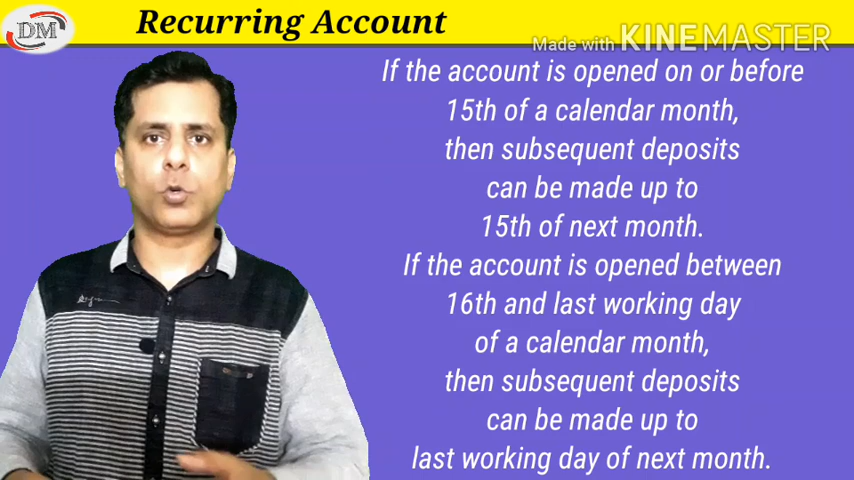 DM
Recurring Account
Made with KINEMASTER
If the account is opened on or before
15th of a calendar month,
then subsequent deposits
can be made up to
15th of next month.
If the account is opened between
16th and last working day
of a calendar month,
then subsequent deposits
can be made up to
last working day of next month.